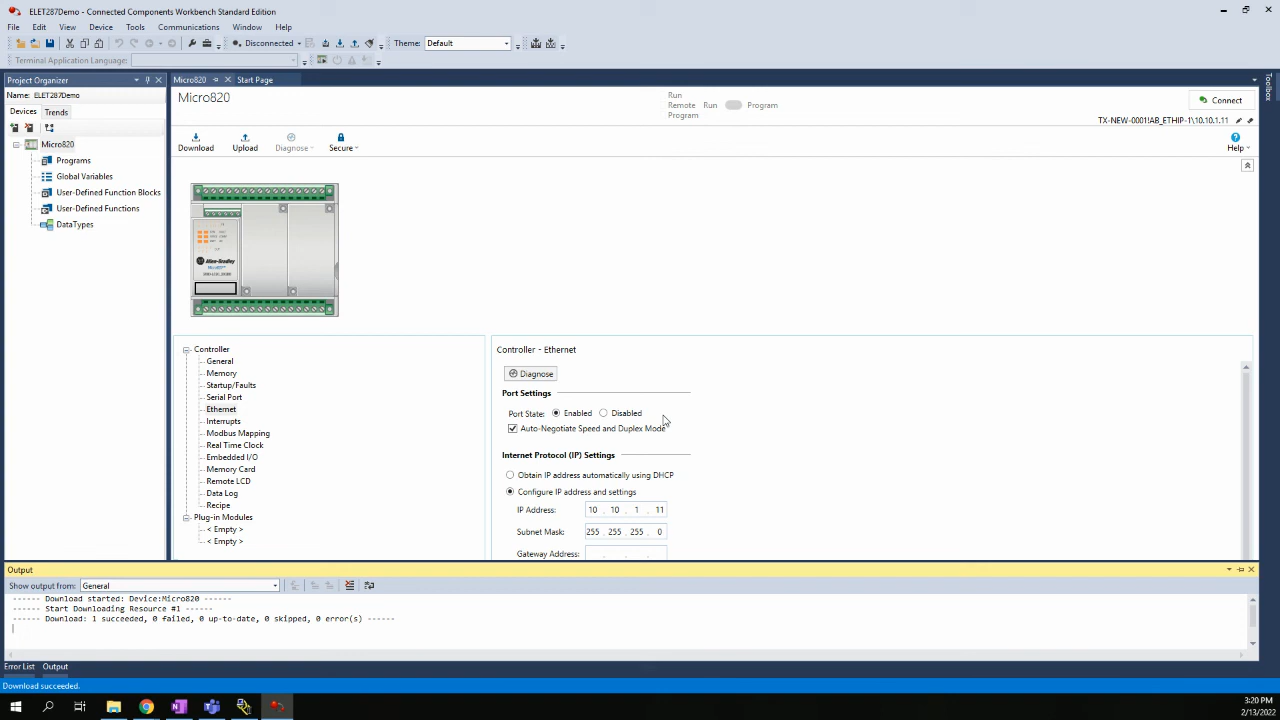 ELET287Demo - Connected Components Workbench Standard Edition
File Edit View Device Tools Communications Window Help
Disconnected Theme: Default
Terminal Application Language:
Project Organizer
Name: ELET287Demo
Devices Trends
Micro820
Programs
Global Variables
User-Defined Function Blocks
User-Defined Functions
DataTypes
Micro820 Start Page
Micro820
Run
Remote Run Program
Program
Connect
TX-NEW-0001!AB_ETHIP-1\10.10.1.11
Download Upload Diagnose Secure Help
Allen-Bradley
Controller
General
Memory
Startup/Faults
Serial Port
Ethernet
Interrupts
Modbus Mapping
Real Time Clock
Embedded I/O
Memory Card
Remote LCD
Data Log
Recipe
Plug-in Modules
< Empty >
< Empty >
Controller - Ethernet
Diagnose
Port Settings
Port State: Enabled Disabled
Auto-Negotiate Speed and Duplex Mode
Internet Protocol (IP) Settings
Obtain IP address automatically using DHCP
Configure IP address and settings
IP Address: 10 . 10 . 1 . 11
Subnet Mask: 255 . 255 . 255 . 0
Gateway Address: . . .
Toolbox
Output
Show output from: General
------ Download started: Device:Micro820 ------
------ Start Downloading Resource #1 ------
------ Download: 1 succeeded, 0 failed, 0 up-to-date, 0 skipped, 0 error(s) ------
Error List Output
Download succeeded.
3:20 PM
2/13/2022